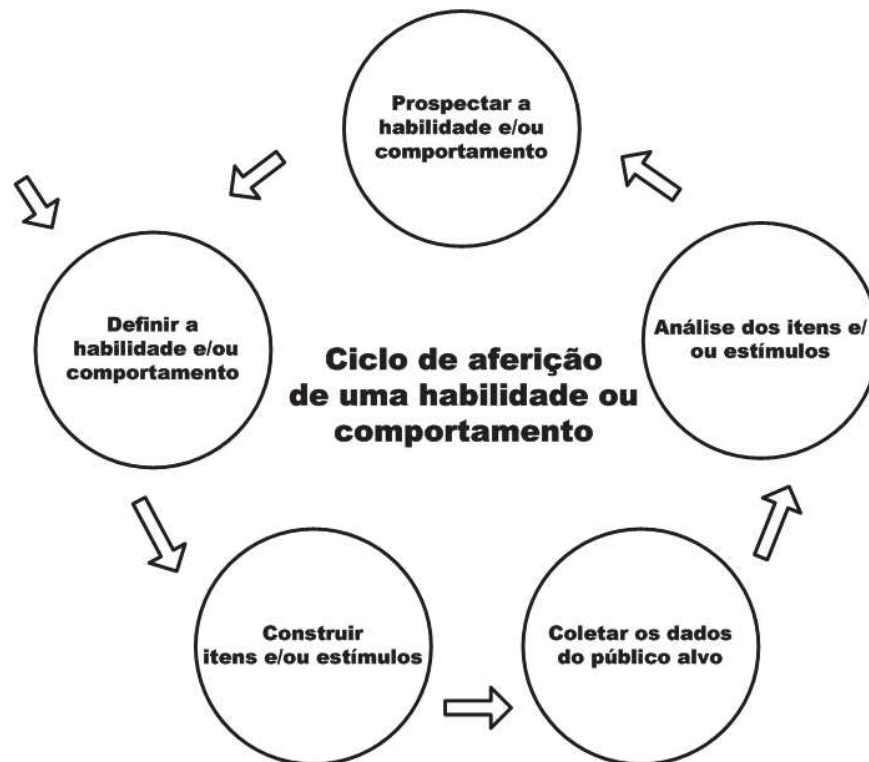 Prospectar a
habilidade e/ou
comportamento
Definir a
habilidade e/ou
comportamento
Análise dos itens e/
ou estímulos
Ciclo de aferição
de uma habilidade ou
comportamento
Construir
itens e/ou estímulos
Coletar os dados
do público alvo